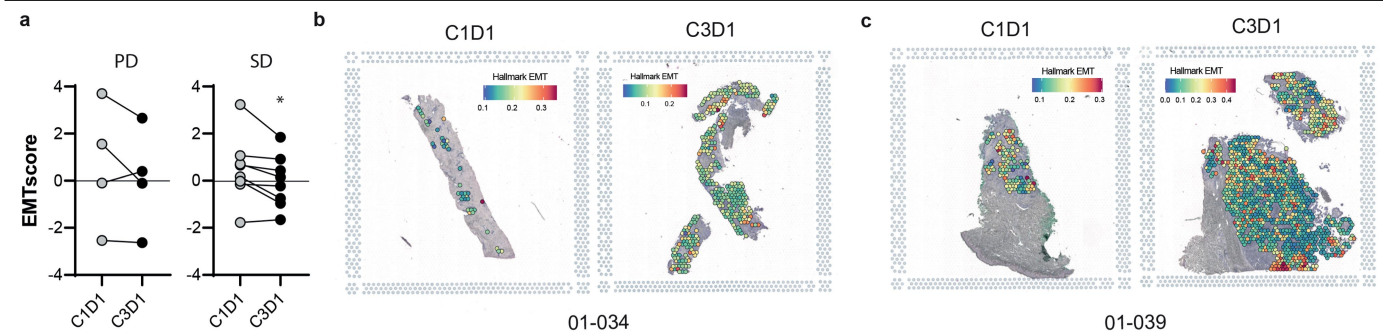 a
PD
SD
EMTscore
4
2
0
-2
-4
C1D1
C3D1
4
2
0
-2
-4
*
C1D1
C3D1
b
C1D1
C3D1
Hallmark EMT
0.1 0.2 0.3
Hallmark EMT
0.1 0.2
01-034
c
C1D1
C3D1
Hallmark EMT
0.1 0.2 0.3
Hallmark EMT
0.0 0.1 0.2 0.3 0.4
01-039